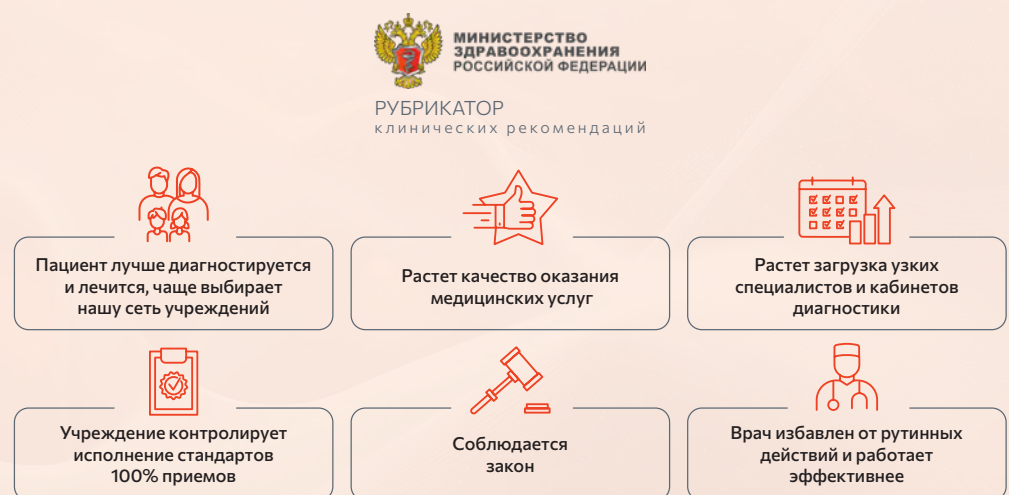 МИНИСТЕРСТВО
ЗДРАВООХРАНЕНИЯ
РОССИЙСКОЙ ФЕДЕРАЦИИ
РУБРИКАТОР
клинических рекомендаций
Пациент лучше диагностируется
и лечится, чаще выбирает
нашу сеть учреждений
Растет качество оказания
медицинских услуг
Растет загрузка узких
специалистов и кабинетов
диагностики
Учреждение контролирует
исполнение стандартов
100% приемов
Соблюдается
закон
Врач избавлен от рутинных
действий и работает
эффективнее